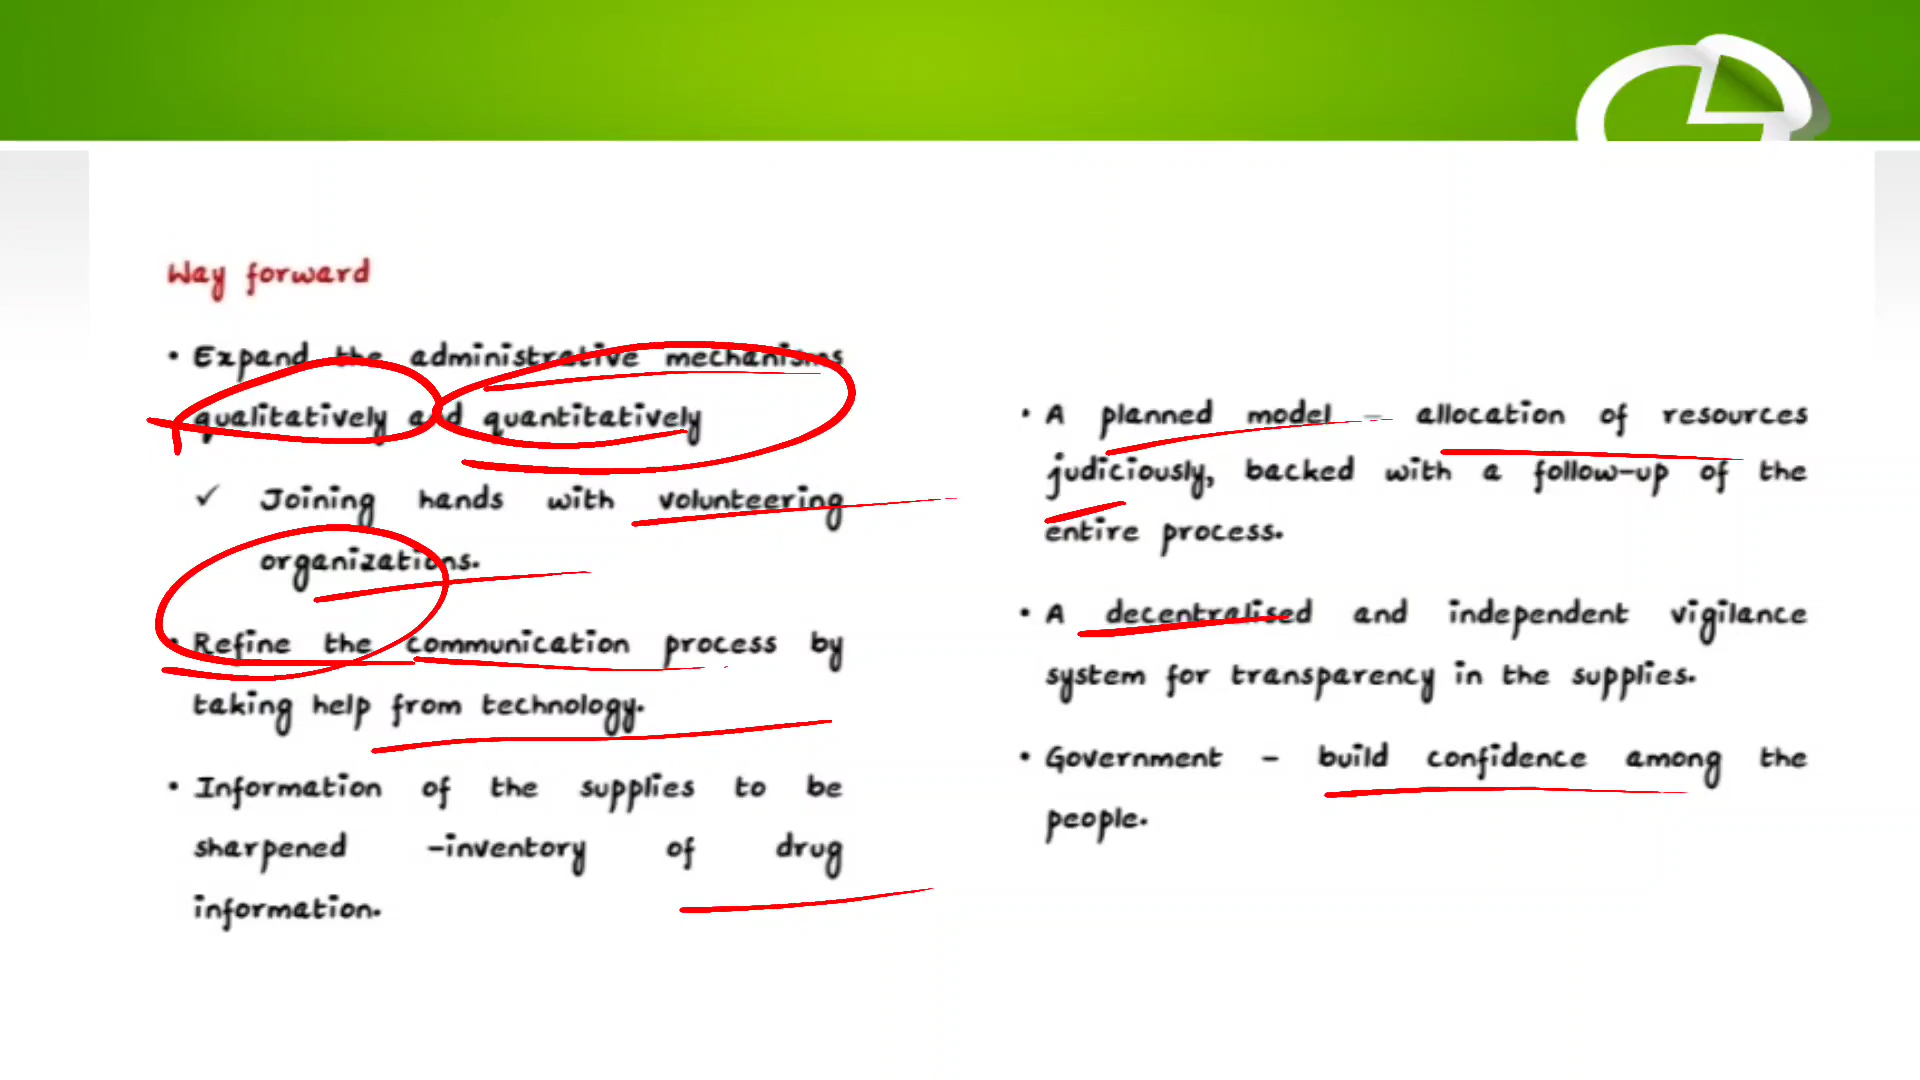 Way forward
• Expand the administrative mechanisms
qualitatively and quantitatively
✓ Joining hands with volunteering
organizations.
• Refine the communication process by
taking help from technology.
• Information of the supplies to be
sharpened -inventory of drug
information.
• A planned model – allocation of resources
judiciously, backed with a follow-up of the
entire process.
• A decentralised and independent vigilance
system for transparency in the supplies.
• Government – build confidence among the
people.